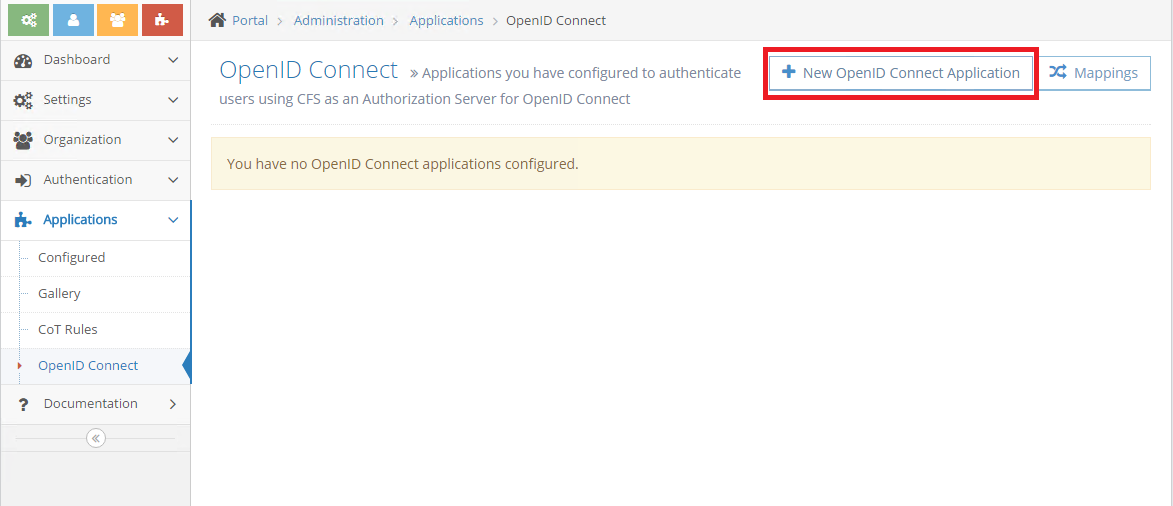 Portal > Administration > Applications > OpenID Connect
Dashboard
Settings
Organization
Authentication
Applications
Configured
Gallery
CoT Rules
OpenID Connect
? Documentation
OpenID Connect » Applications you have configured to authenticate
users using CFS as an Authorization Server for OpenID Connect
+ New OpenID Connect Application
Mappings
You have no OpenID Connect applications configured.